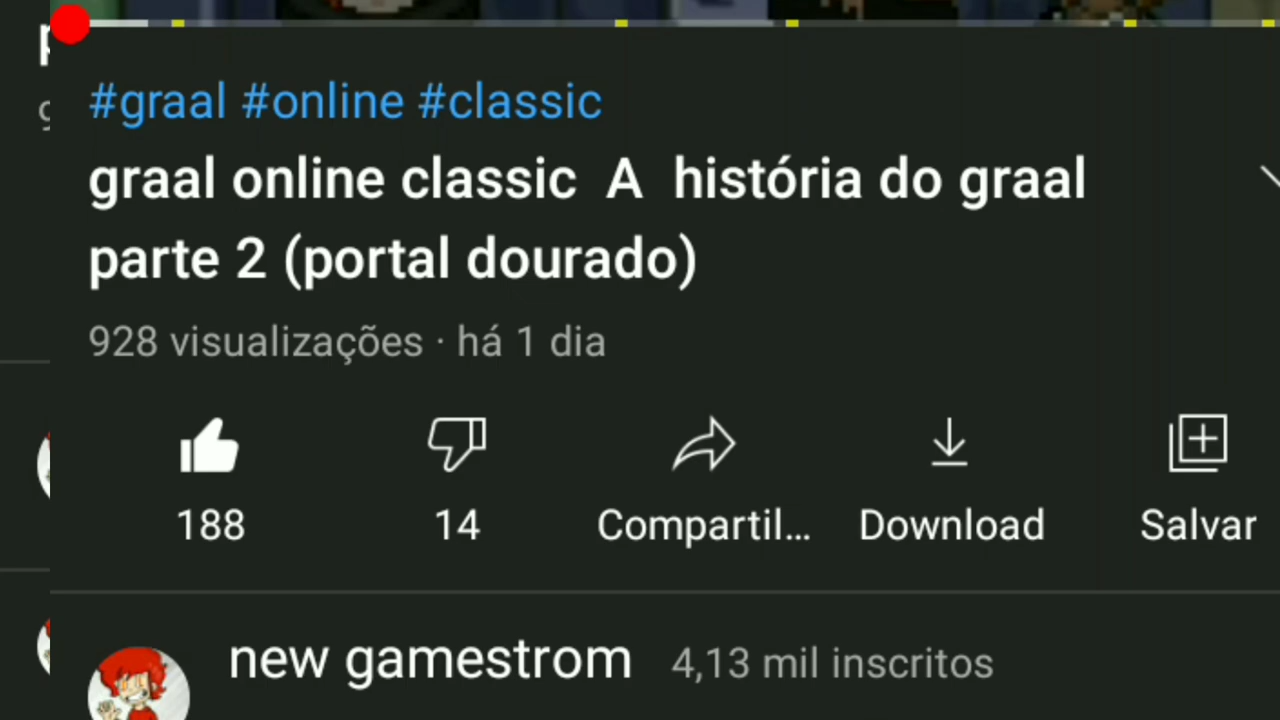 #graal #online #classic
graal online classic A história do graal
parte 2 (portal dourado)
928 visualizações · há 1 dia
188 14 Compartil... Download Salvar
new gamestrom 4,13 mil inscritos